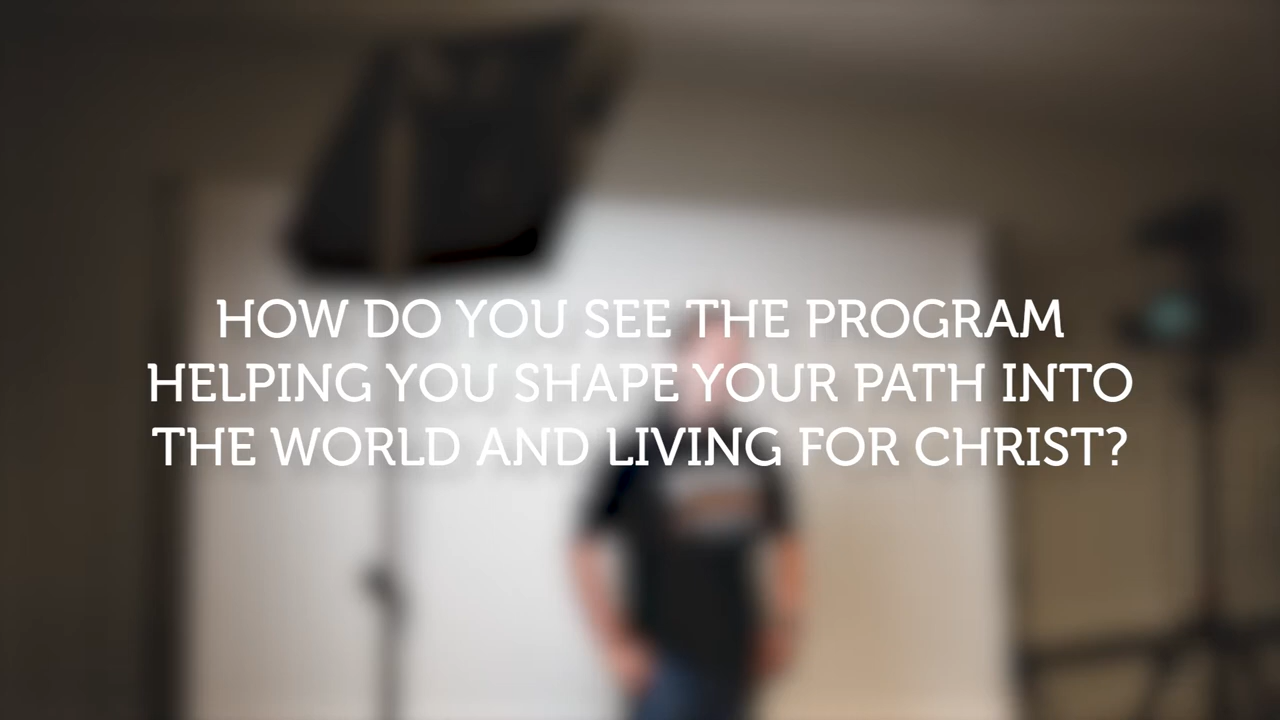 HOW DO YOU SEE THE PROGRAM
HELPING YOU SHAPE YOUR PATH INTO
THE WORLD AND LIVING FOR CHRIST?